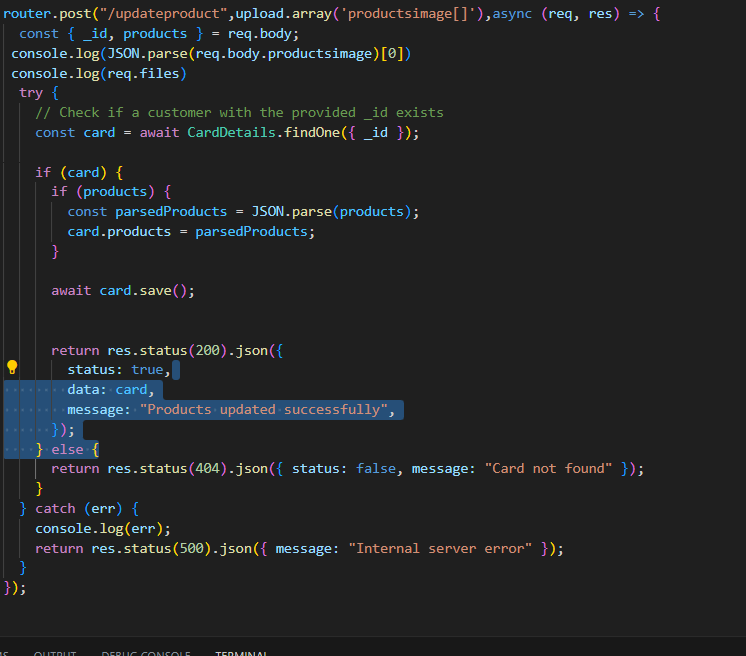 router.post("/updateproduct",upload.array('productsimage[]'),async (req, res) => {
  const { _id, products } = req.body;
 console.log(JSON.parse(req.body.productsimage)[0])
 console.log(req.files)
  try {
    // Check if a customer with the provided _id exists
    const card = await CardDetails.findOne({ _id });

    if (card) {
      if (products) {
        const parsedProducts = JSON.parse(products);
        card.products = parsedProducts;
      }

      await card.save();


      return res.status(200).json({
        status: true,
        data: card,
        message: "Products updated successfully",
      });
    } else {
      return res.status(404).json({ status: false, message: "Card not found" });
    }
  } catch (err) {
    console.log(err);
    return res.status(500).json({ message: "Internal server error" });
  }
});
OUTPUT DEBUG CONSOLE TERMINAL